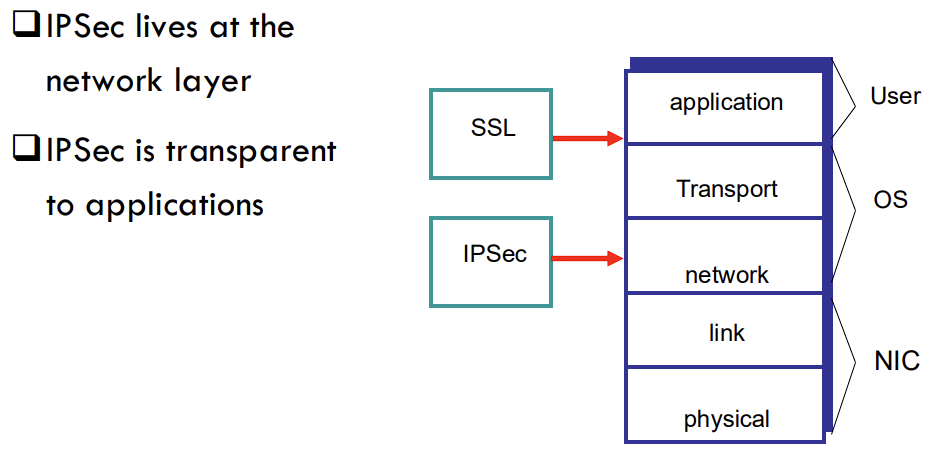 ❑IPSec lives at the
network layer
❑IPSec is transparent
to applications
SSL
IPSec
application
Transport
network
link
physical
User
OS
NIC